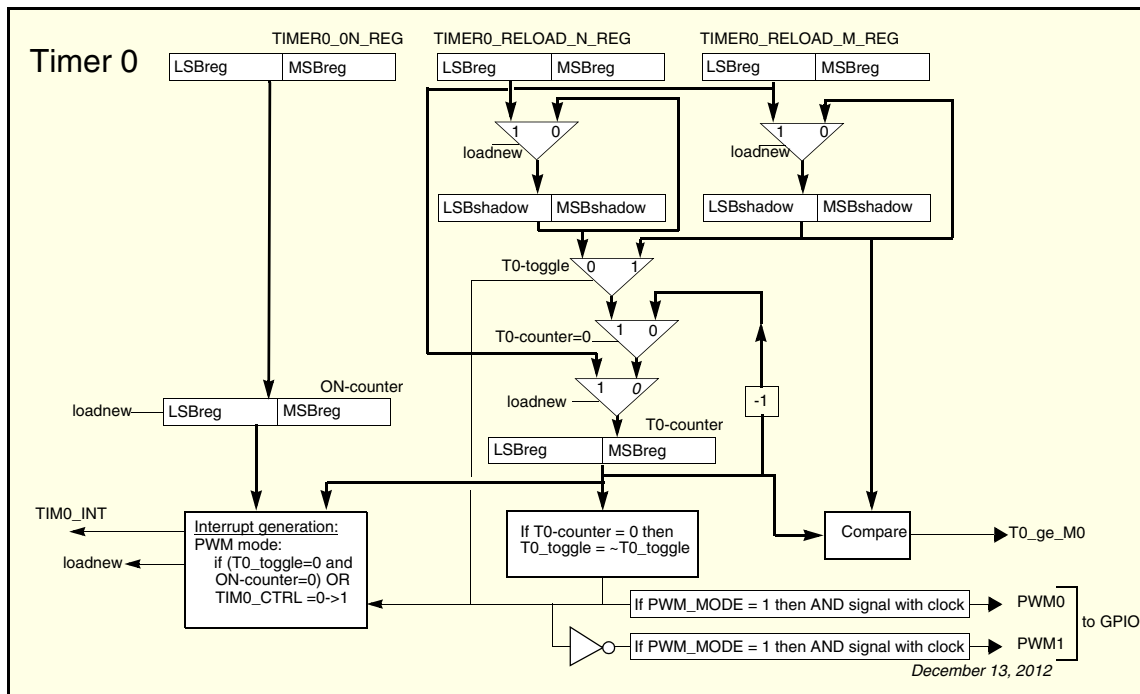 Timer 0
TIMER0_0N_REG
LSBreg MSBreg
TIMER0_RELOAD_N_REG
LSBreg MSBreg
TIMER0_RELOAD_M_REG
LSBreg MSBreg
1 0
loadnew
1 0
loadnew
LSBshadow MSBshadow
LSBshadow MSBshadow
T0-toggle
0 1
T0-counter=0
1 0
loadnew
1 0
-1
ON-counter
loadnew
LSBreg MSBreg
T0-counter
LSBreg MSBreg
TIM0_INT
loadnew
Interrupt generation:
PWM mode:
if (T0_toggle=0 and
ON-counter=0) OR
TIM0_CTRL =0->1
If T0-counter = 0 then
T0_toggle = ~T0_toggle
Compare
T0_ge_M0
If PWM_MODE = 1 then AND signal with clock
PWM0
If PWM_MODE = 1 then AND signal with clock
PWM1
to GPIO
December 13, 2012